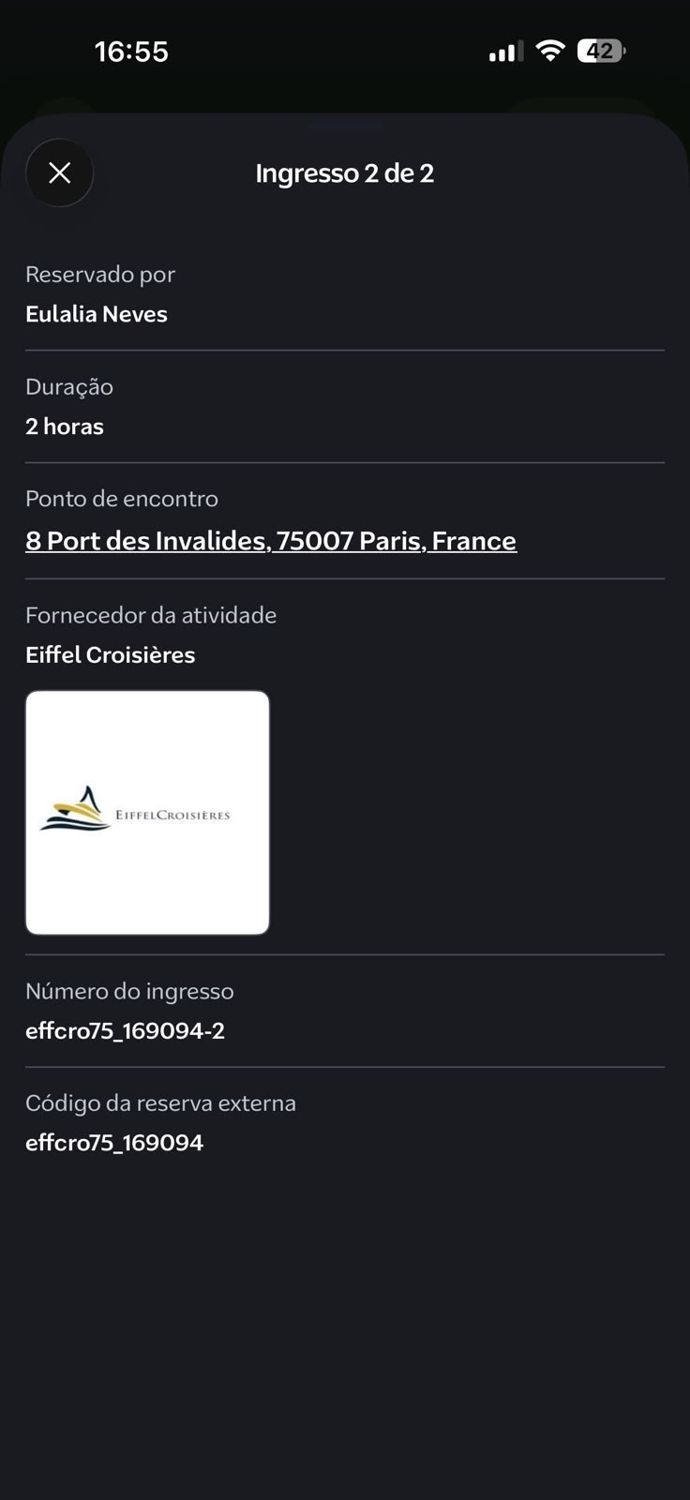 16:55
42
Ingresso 2 de 2
Reservado por
Eulalia Neves
Duração
2 horas
Ponto de encontro
8 Port des Invalides, 75007 Paris, France
Fornecedor da atividade
Eiffel Croisières
EIFFELCROISIÈRES
Número do ingresso
effcro75_169094-2
Código da reserva externa
effcro75_169094